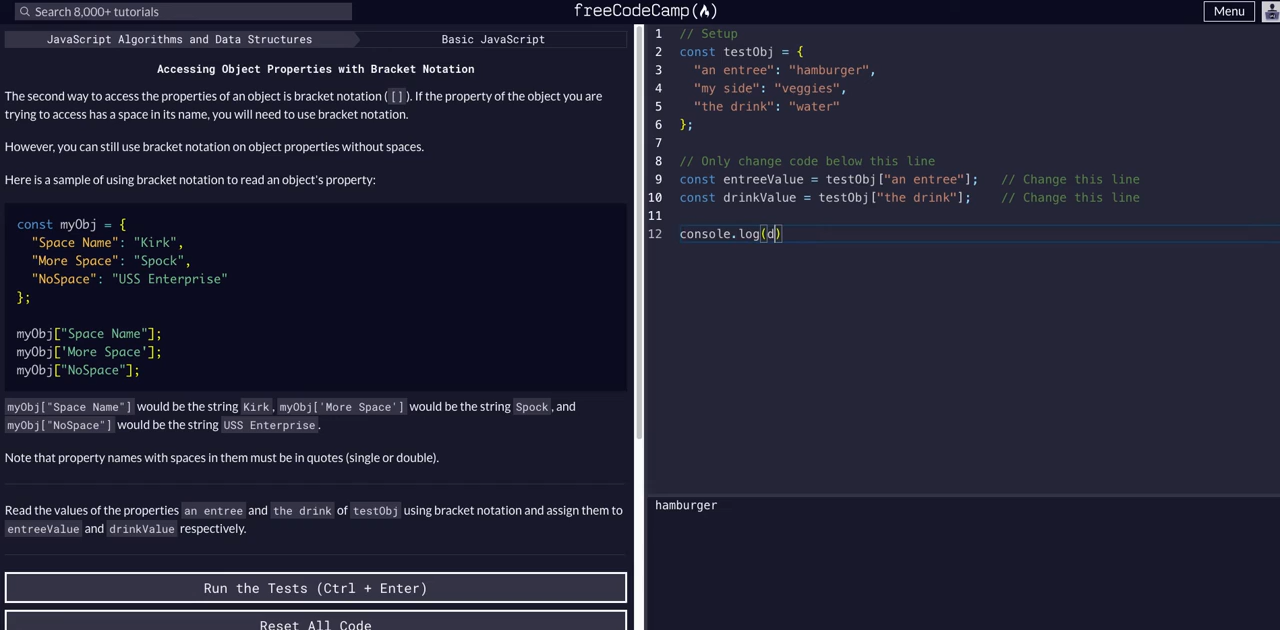 Search 8,000+ tutorials
freeCodeCamp
Menu
JavaScript Algorithms and Data Structures
Basic JavaScript
Accessing Object Properties with Bracket Notation
The second way to access the properties of an object is bracket notation ([]). If the property of the object you are
trying to access has a space in its name, you will need to use bracket notation.
However, you can still use bracket notation on object properties without spaces.
Here is a sample of using bracket notation to read an object's property:
const myObj = {
"Space Name": "Kirk",
"More Space": "Spock",
"NoSpace": "USS Enterprise"
};
myObj["Space Name"];
myObj['More Space'];
myObj["NoSpace"];
myObj["Space Name"] would be the string Kirk, myObj['More Space'] would be the string Spock, and
myObj["NoSpace"] would be the string USS Enterprise.
Note that property names with spaces in them must be in quotes (single or double).
Read the values of the properties an entree and the drink of testObj using bracket notation and assign them to
entreeValue and drinkValue respectively.
Run the Tests (Ctrl + Enter)
Reset All Code
1 // Setup
2 const testObj = {
3 "an entree": "hamburger",
4 "my side": "veggies",
5 "the drink": "water"
6 };
7
8 // Only change code below this line
9 const entreeValue = testObj["an entree"]; // Change this line
10 const drinkValue = testObj["the drink"]; // Change this line
11
12 console.log(d)
hamburger